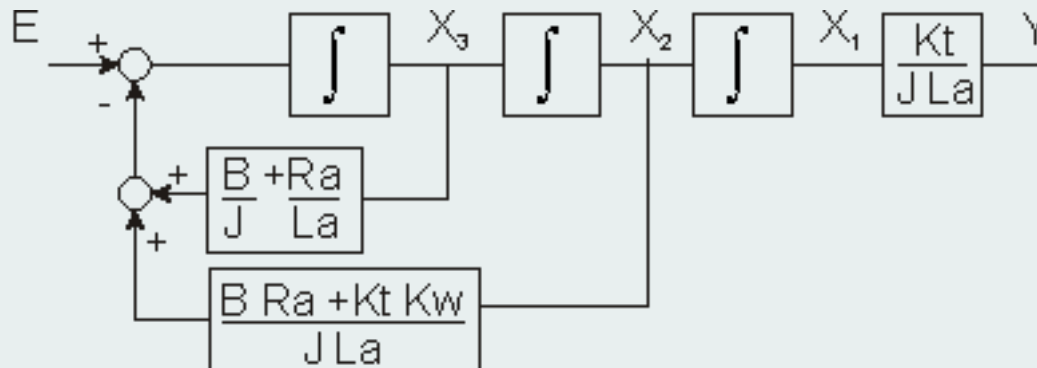 E + ∫ X₃ ∫ X₂ ∫ X₁ Kt Y
J La
-
+ B + Ra
J La
+
B Ra + Kt Kw
J La